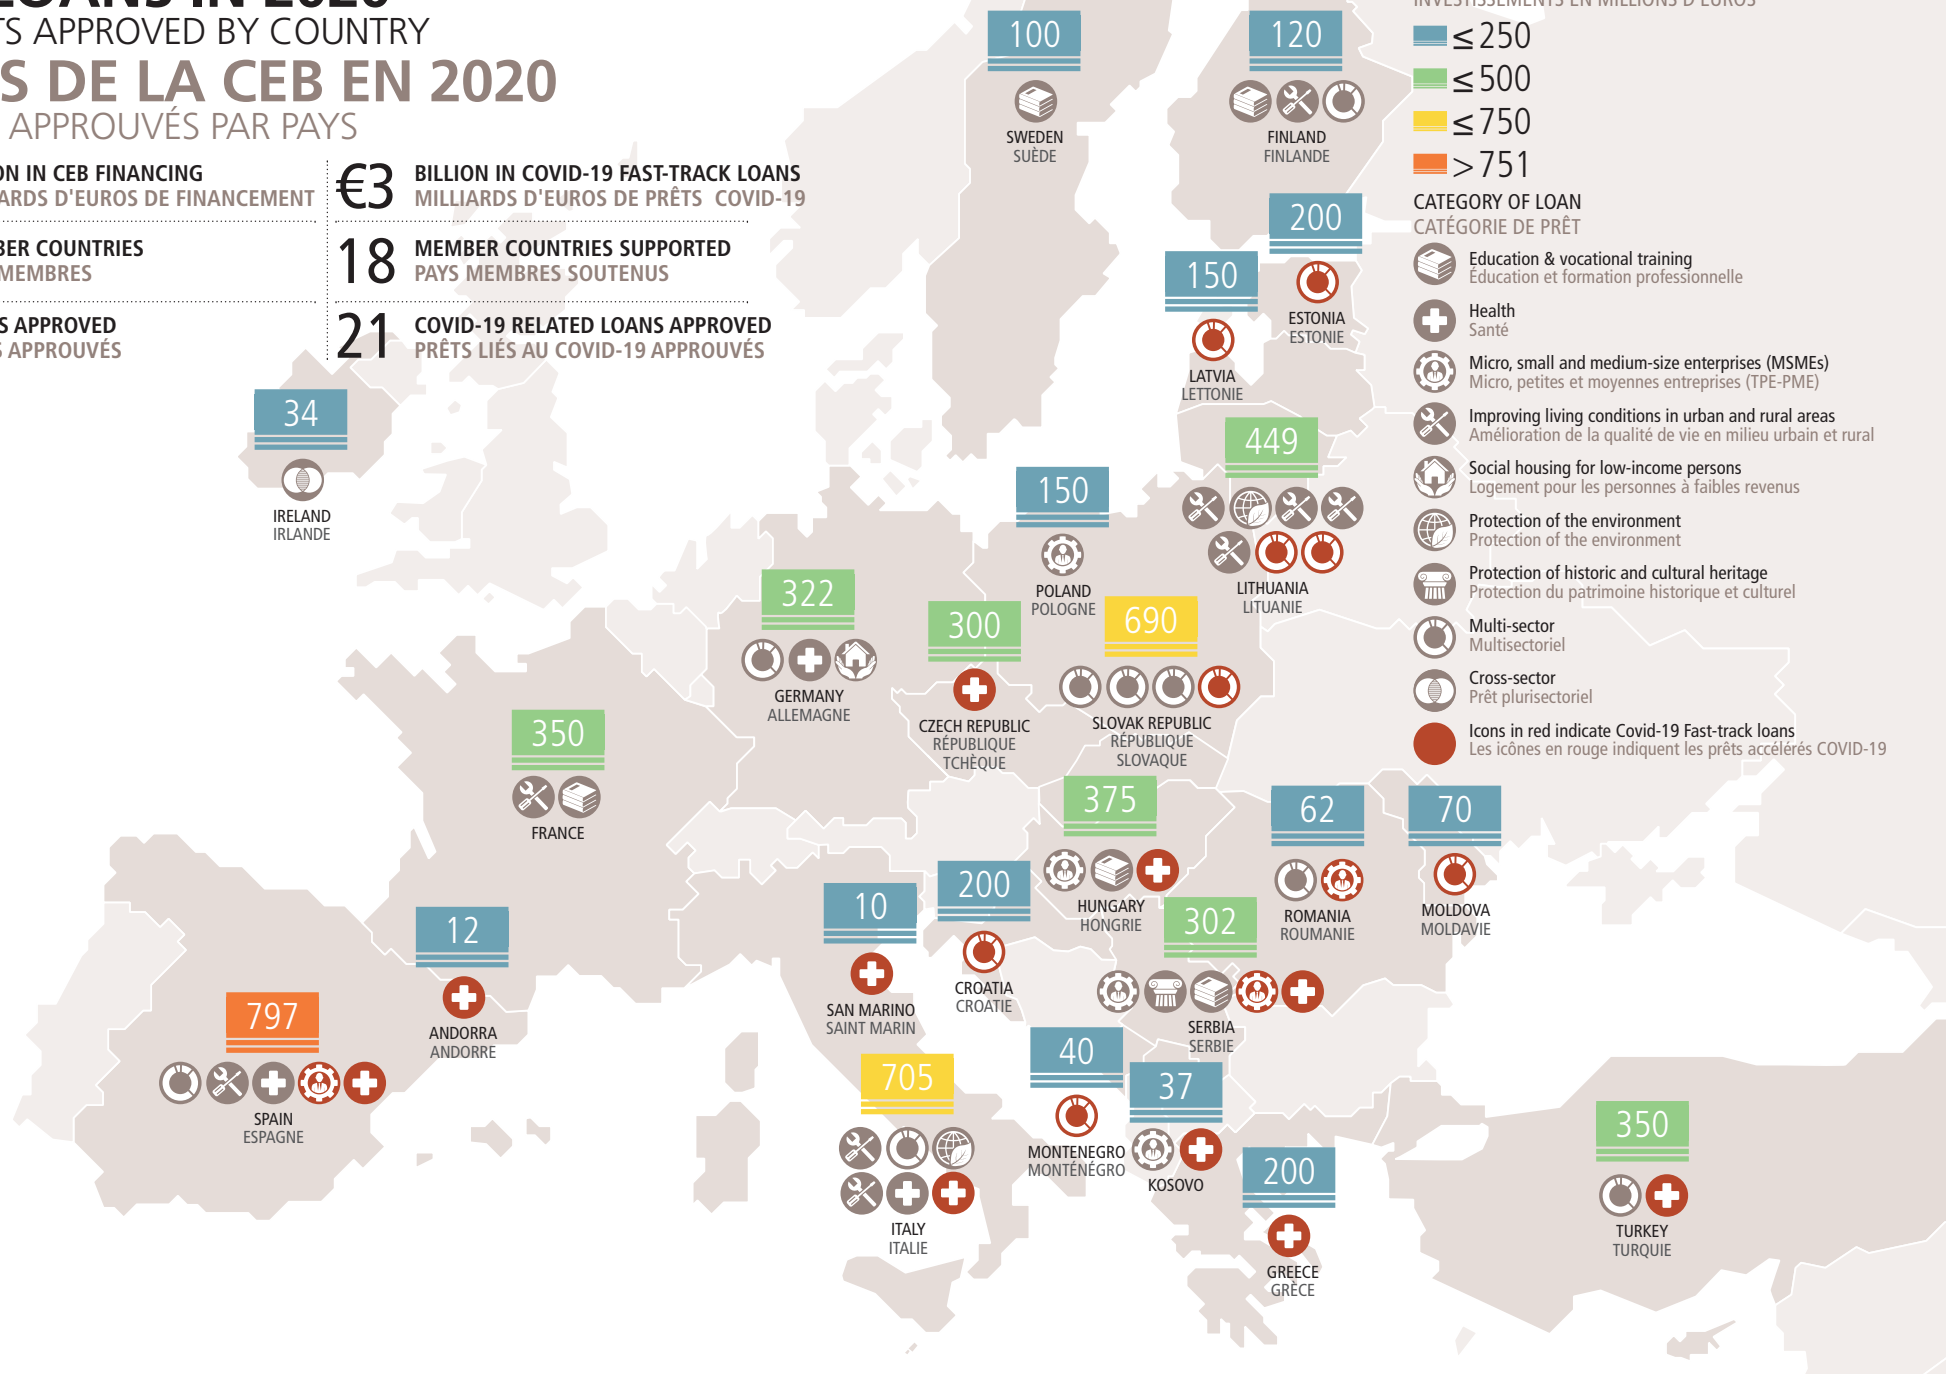 LOANS IN 2020
TS APPROVED BY COUNTRY
S DE LA CEB EN 2020
APPROUVÉS PAR PAYS
ON IN CEB FINANCING
ARDS D'EUROS DE FINANCEMENT
BER COUNTRIES
MEMBRES
S APPROVED
S APPROUVÉS
€3 BILLION IN COVID-19 FAST-TRACK LOANS
MILLIARDS D'EUROS DE PRÊTS COVID-19
18 MEMBER COUNTRIES SUPPORTED
PAYS MEMBRES SOUTENUS
21 COVID-19 RELATED LOANS APPROVED
PRÊTS LIÉS AU COVID-19 APPROUVÉS
INVESTISSEMENTS EN MILLIONS D'EUROS
≤ 250
≤ 500
≤ 750
> 751
CATEGORY OF LOAN
CATÉGORIE DE PRÊT
Education & vocational training
Éducation et formation professionnelle
Health
Santé
Micro, small and medium-size enterprises (MSMEs)
Micro, petites et moyennes entreprises (TPE-PME)
Improving living conditions in urban and rural areas
Amélioration de la qualité de vie en milieu urbain et rural
Social housing for low-income persons
Logement pour les personnes à faibles revenus
Protection of the environment
Protection of the environment
Protection of historic and cultural heritage
Protection du patrimoine historique et culturel
Multi-sector
Multisectoriel
Cross-sector
Prêt plurisectoriel
Icons in red indicate Covid-19 Fast-track loans
Les icônes en rouge indiquent les prêts accélérés COVID-19
100
SWEDEN
SUÈDE
120
FINLAND
FINLANDE
200
ESTONIA
ESTONIE
150
LATVIA
LETTONIE
34
IRELAND
IRLANDE
449
LITHUANIA
LITUANIE
150
POLAND
POLOGNE
322
GERMANY
ALLEMAGNE
300
CZECH REPUBLIC
RÉPUBLIQUE
TCHÈQUE
690
SLOVAK REPUBLIC
RÉPUBLIQUE
SLOVAQUE
350
FRANCE
375
HUNGARY
HONGRIE
62
ROMANIA
ROUMANIE
70
MOLDOVA
MOLDAVIE
12
ANDORRA
ANDORRE
10
SAN MARINO
SAINT MARIN
200
CROATIA
CROATIE
302
SERBIA
SERBIE
797
SPAIN
ESPAGNE
705
ITALY
ITALIE
40
MONTENEGRO
MONTÉNÉGRO
37
KOSOVO
200
GREECE
GRÈCE
350
TURKEY
TURQUIE